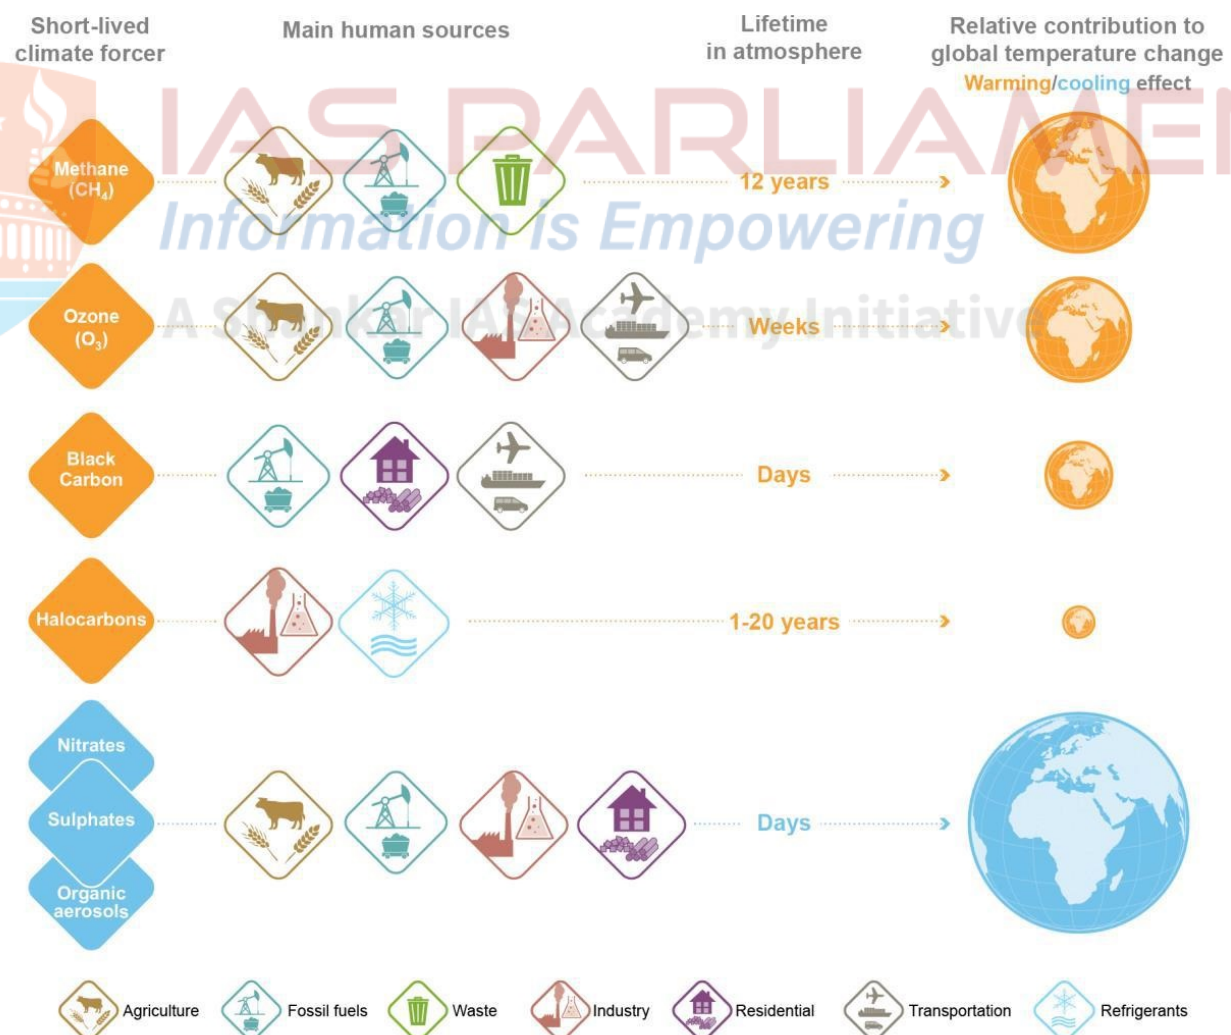 Short-lived
climate forcer
Main human sources
Lifetime
in atmosphere
Relative contribution to
global temperature change
Warming/cooling effect
IAS PARLIAMEN
Information is Empowering
A Shankar IAS Academy Initiative
Methane
(CH₄)
12 years
Ozone
(O₃)
Weeks
Black
Carbon
Days
Halocarbons
1-20 years
Nitrates
Sulphates
Organic
aerosols
Days
Agriculture
Fossil fuels
Waste
Industry
Residential
Transportation
Refrigerants